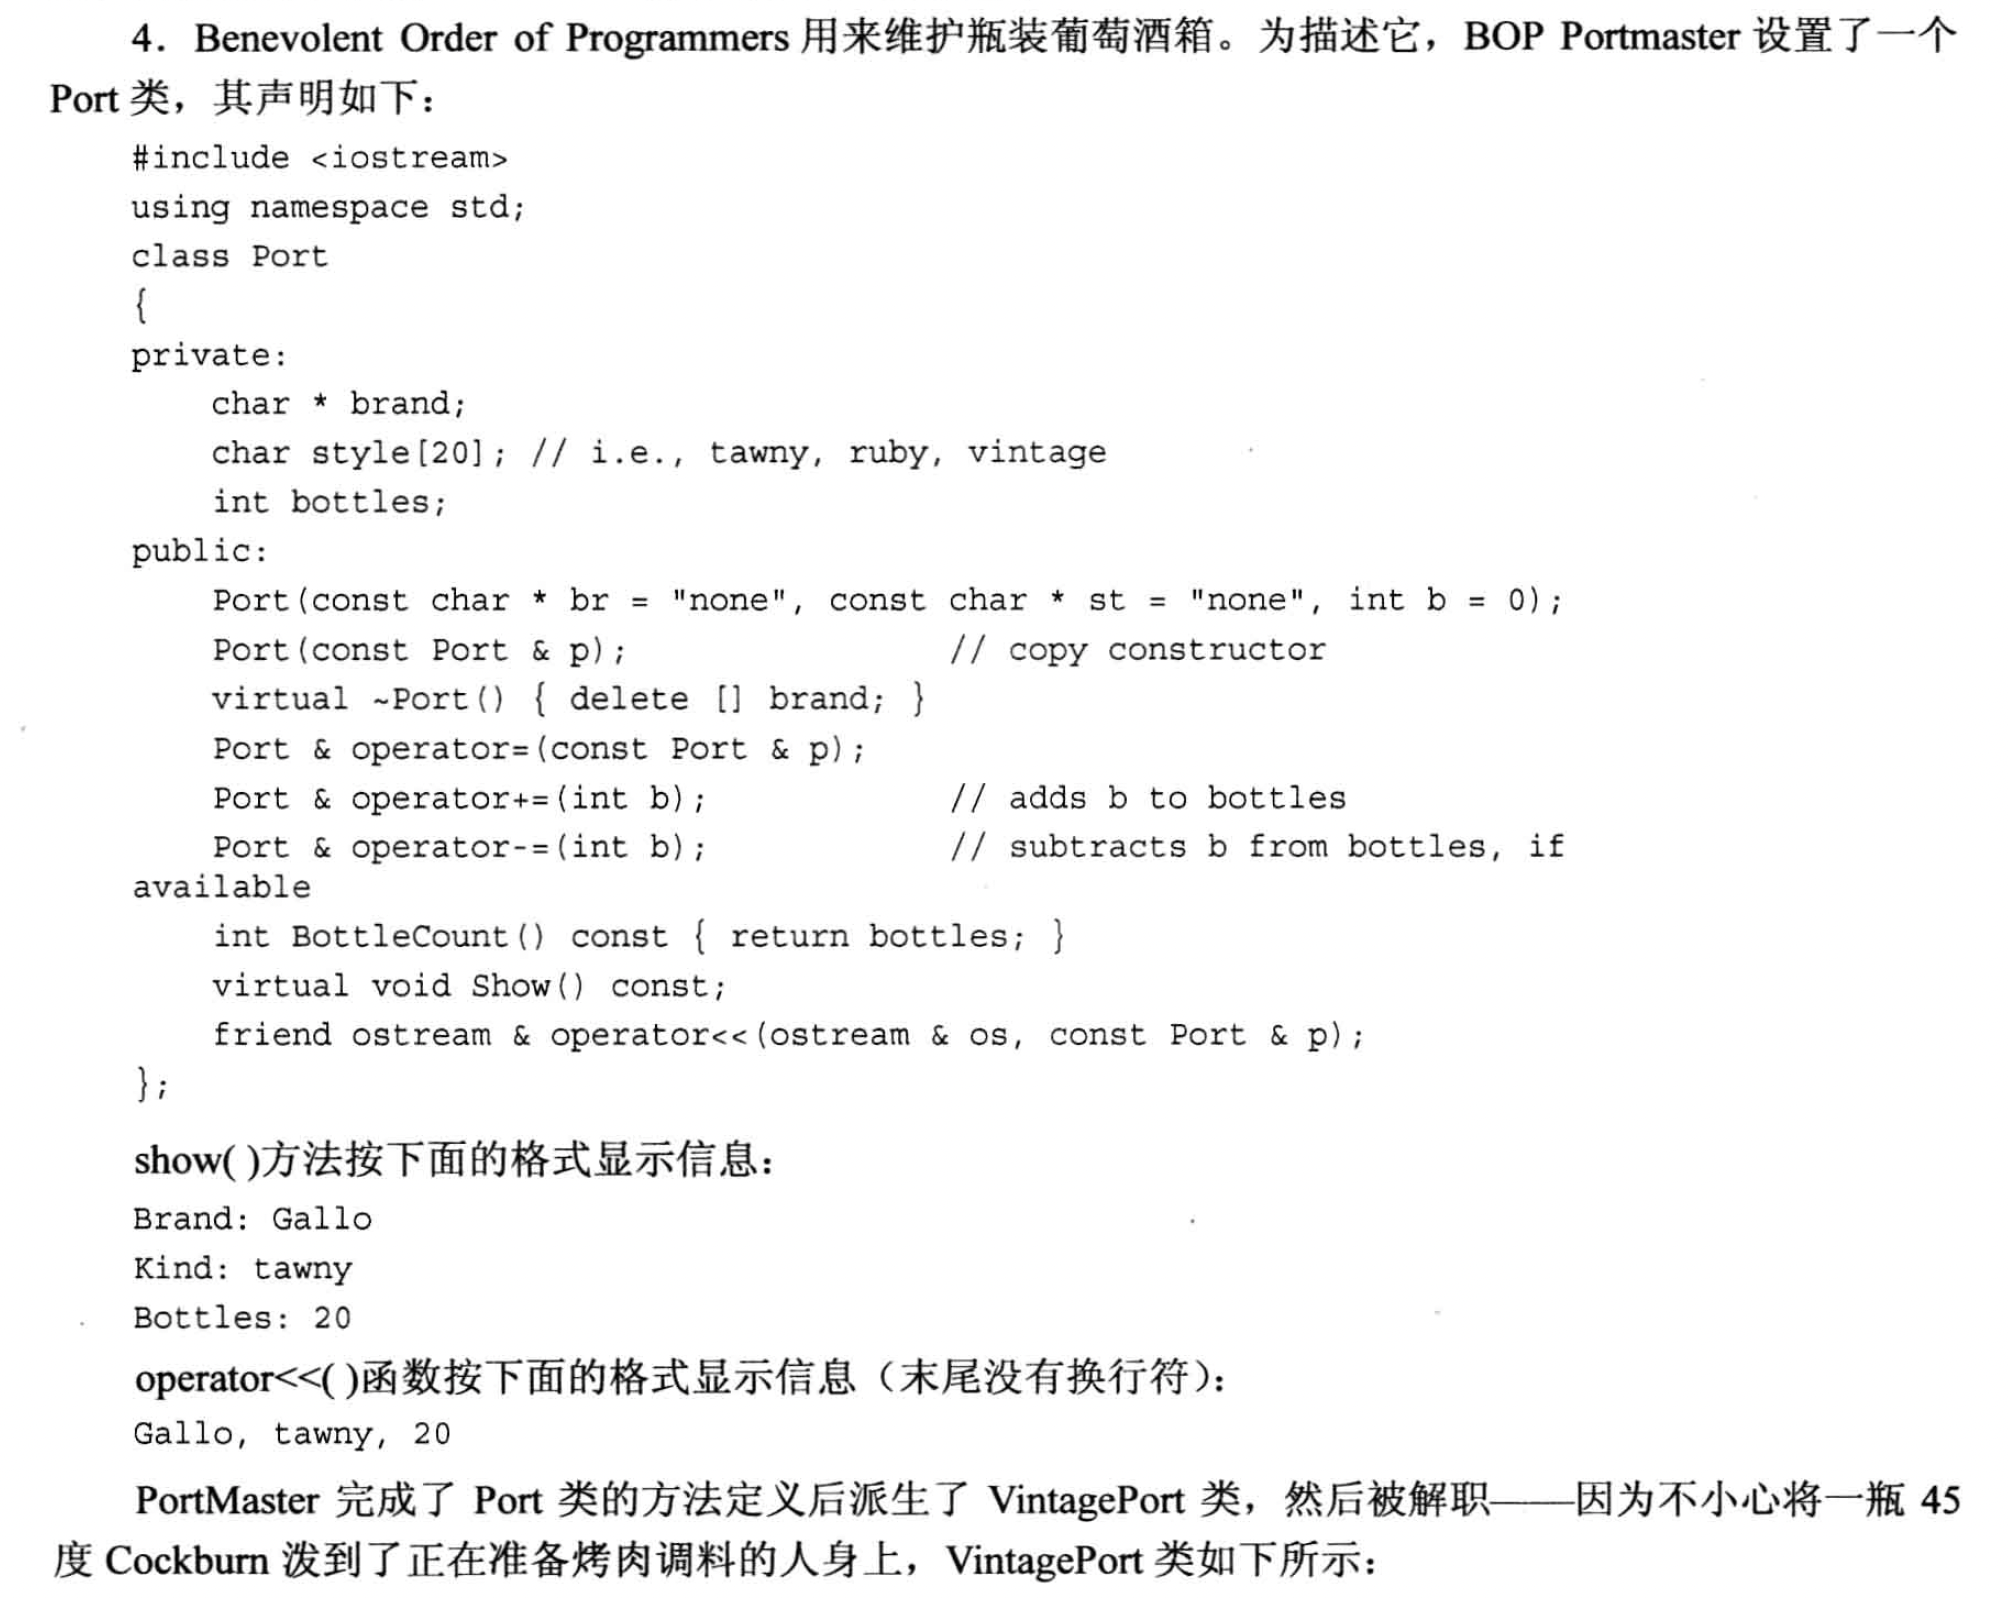 4．Benevolent Order of Programmers 用来维护瓶装葡萄酒箱。为描述它，BOP Portmaster 设置了一个
Port 类，其声明如下：
#include <iostream>
using namespace std;
class Port
{
private:
    char * brand;
    char style[20]; // i.e., tawny, ruby, vintage
    int bottles;
public:
    Port(const char * br = "none", const char * st = "none", int b = 0);
    Port(const Port & p);                // copy constructor
    virtual ~Port() { delete [] brand; }
    Port & operator=(const Port & p);
    Port & operator+=(int b);            // adds b to bottles
    Port & operator-=(int b);            // subtracts b from bottles, if
available
    int BottleCount() const { return bottles; }
    virtual void Show() const;
    friend ostream & operator<<(ostream & os, const Port & p);
};
show( )方法按下面的格式显示信息：
Brand: Gallo
Kind: tawny
Bottles: 20
operator<<( )函数按下面的格式显示信息（末尾没有换行符）：
Gallo, tawny, 20
PortMaster 完成了 Port 类的方法定义后派生了 VintagePort 类，然后被解职——因为不小心将一瓶 45
度 Cockburn 泼到了正在准备烤肉调料的人身上，VintagePort 类如下所示：